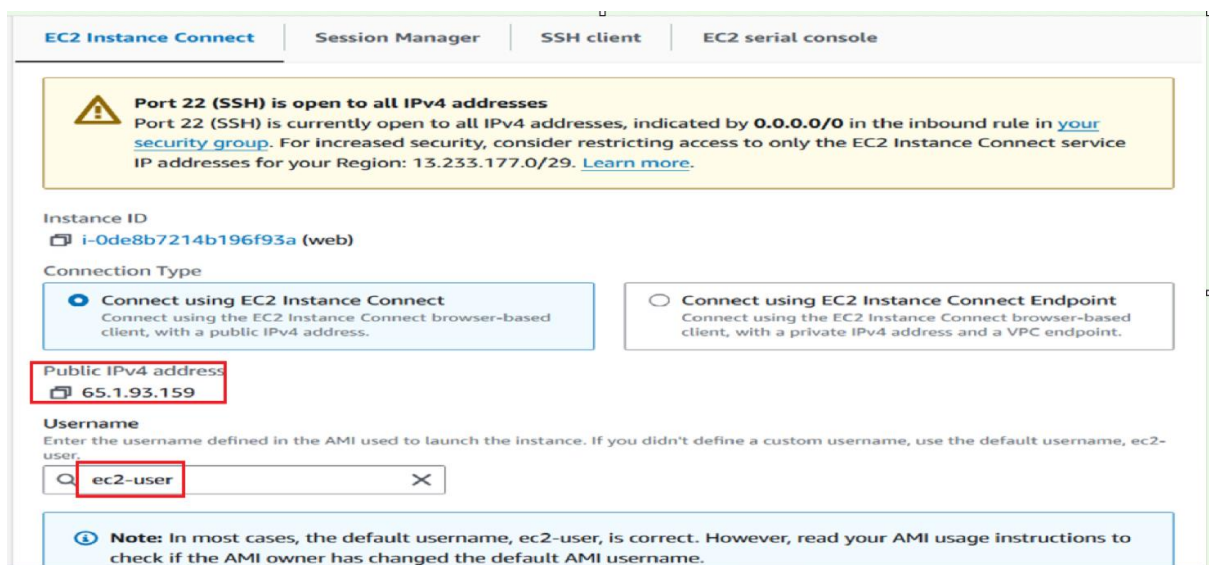 EC2 Instance Connect Session Manager SSH client EC2 serial console
Port 22 (SSH) is open to all IPv4 addresses
Port 22 (SSH) is currently open to all IPv4 addresses, indicated by 0.0.0.0/0 in the inbound rule in your
security group. For increased security, consider restricting access to only the EC2 Instance Connect service
IP addresses for your Region: 13.233.177.0/29. Learn more.
Instance ID
i-0de8b7214b196f93a (web)
Connection Type
Connect using EC2 Instance Connect
Connect using the EC2 Instance Connect browser-based
client, with a public IPv4 address.
Connect using EC2 Instance Connect Endpoint
Connect using the EC2 Instance Connect browser-based
client, with a private IPv4 address and a VPC endpoint.
Public IPv4 address
65.1.93.159
Username
Enter the username defined in the AMI used to launch the instance. If you didn't define a custom username, use the default username, ec2-
user.
ec2-user
Note: In most cases, the default username, ec2-user, is correct. However, read your AMI usage instructions to
check if the AMI owner has changed the default AMI username.